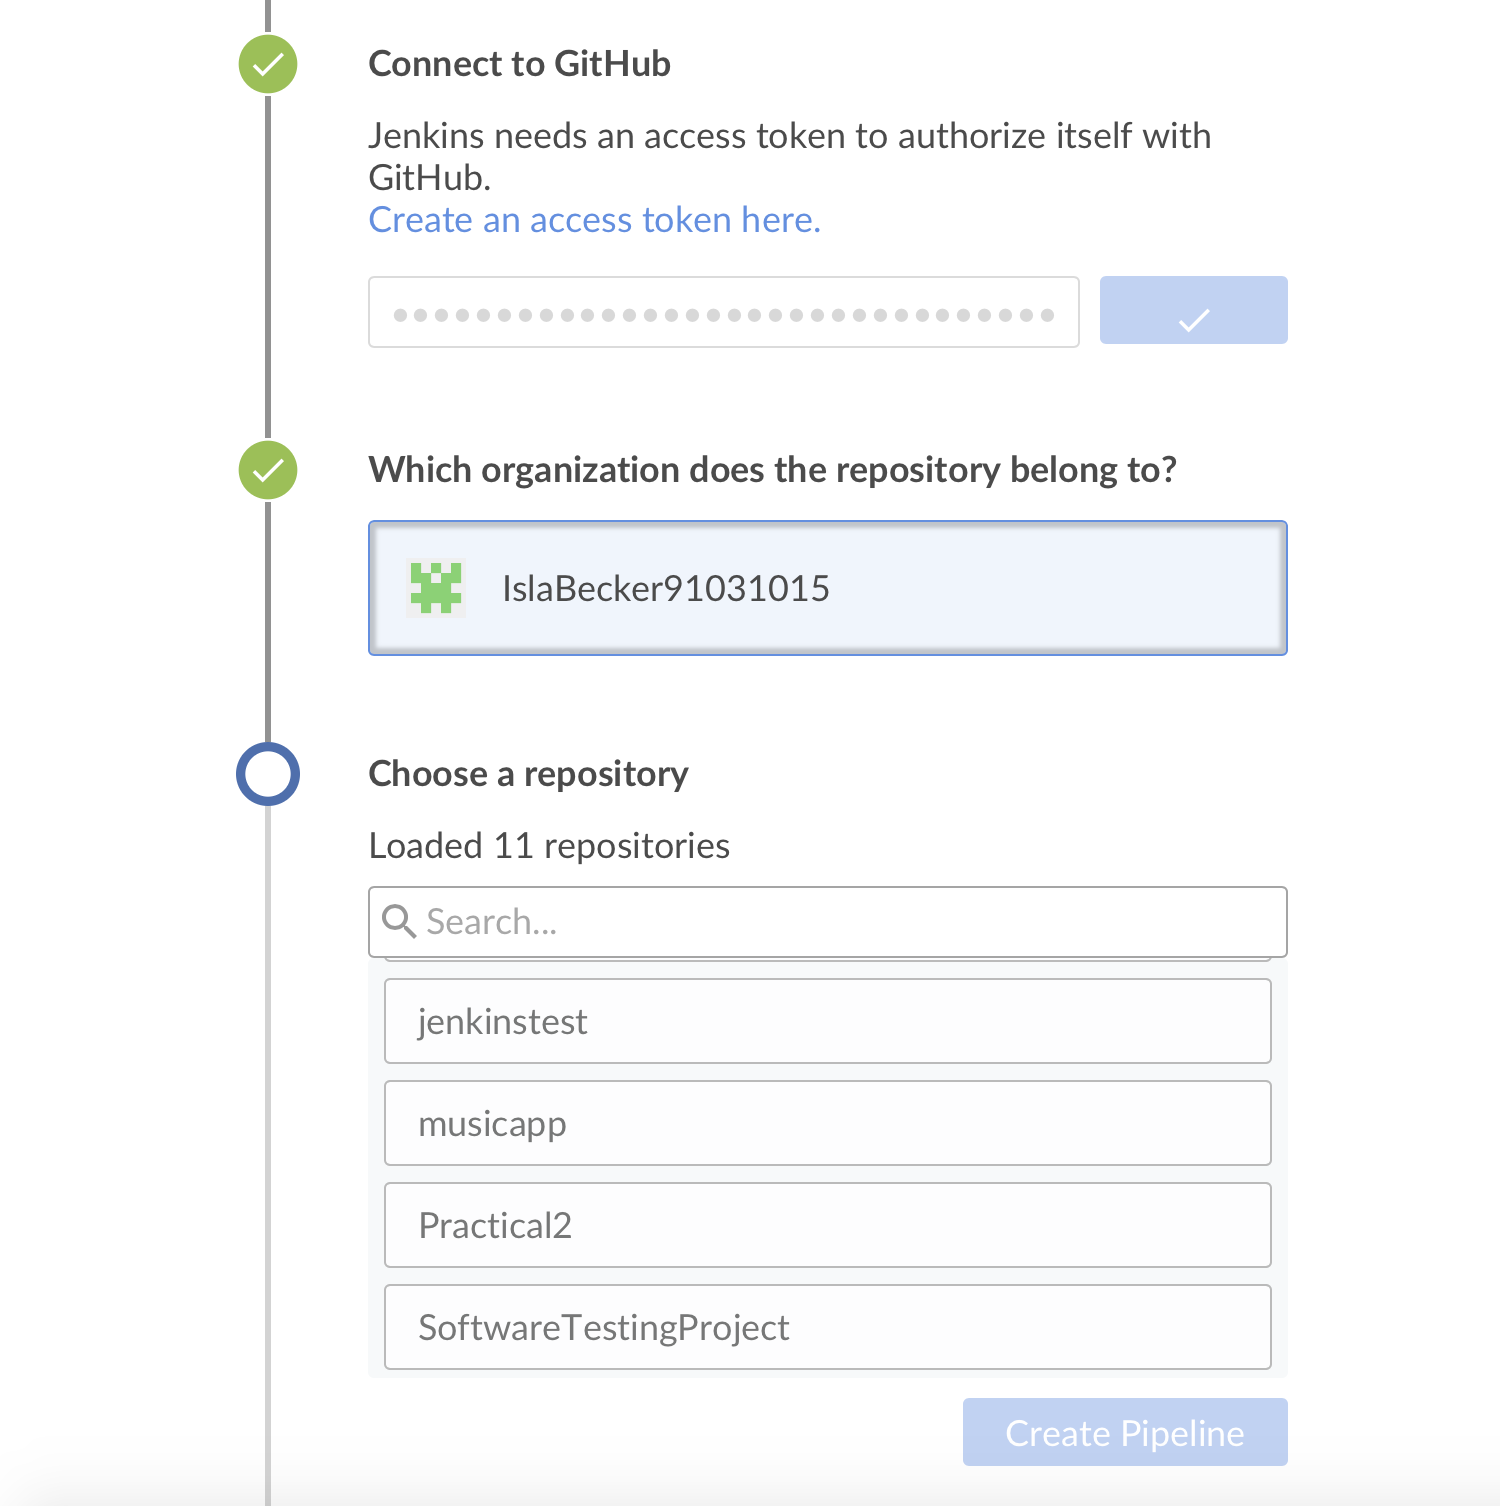 Connect to GitHub
Jenkins needs an access token to authorize itself with
GitHub.
Create an access token here.
Which organization does the repository belong to?
IslaBecker91031015
Choose a repository
Loaded 11 repositories
Search...
jenkinstest
musicapp
Practical2
SoftwareTestingProject
Create Pipeline